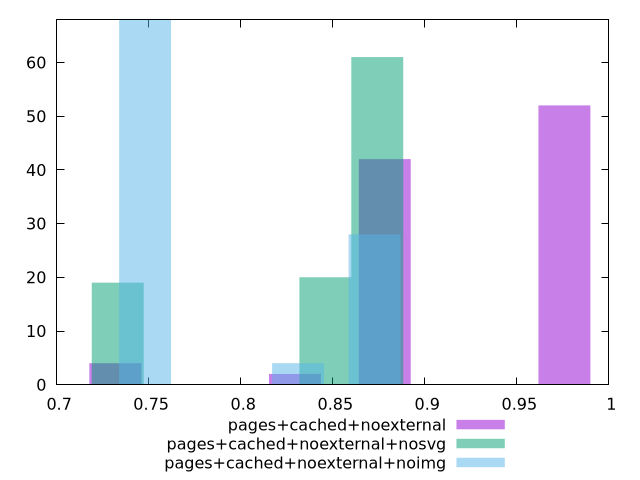 60
50
40
30
20
10
0
0.7 0.75 0.8 0.85 0.9 0.95 1
pages+cached+noexternal
pages+cached+noexternal+nosvg
pages+cached+noexternal+noimg